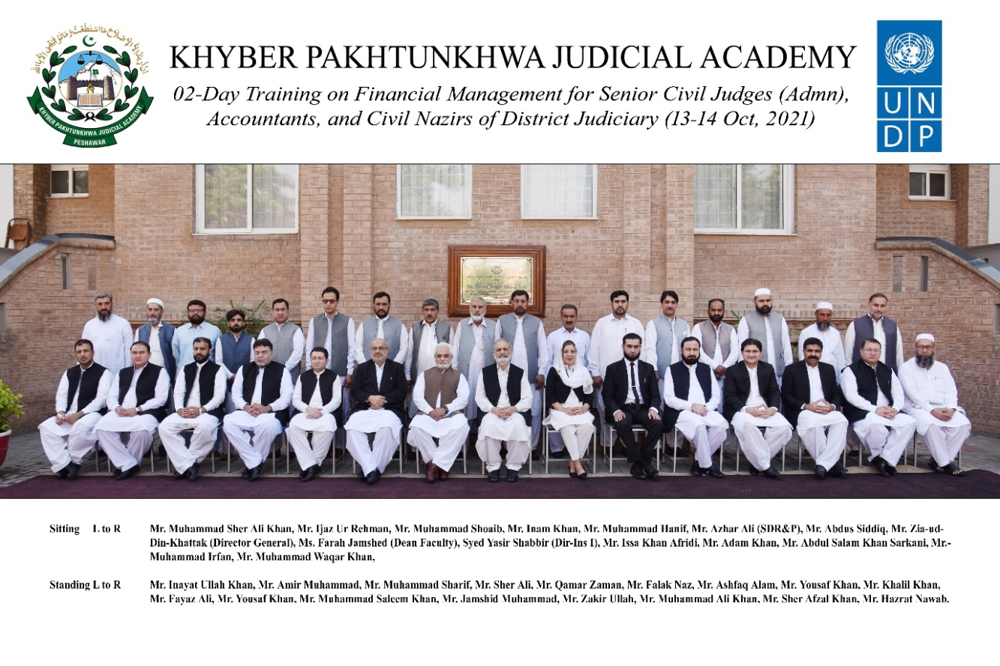 KHYBER PAKHTUNKHWA JUDICIAL ACADEMY
PESHAWAR
KHYBER PAKHTUNKHWA JUDICIAL ACADEMY
02-Day Training on Financial Management for Senior Civil Judges (Admn),
Accountants, and Civil Nazirs of District Judiciary (13-14 Oct, 2021)
UN
DP
Sitting L to R Mr. Muhammad Sher Ali Khan, Mr. Ijaz Ur Rehman, Mr. Muhammad Shoaib, Mr. Inam Khan, Mr. Muhammad Hanif, Mr. Azhar Ali (SDR&P), Mr. Abdus Siddiq, Mr. Zia-ud-
Din-Khattak (Director General), Ms. Farah Jamshed (Dean Faculty), Syed Yasir Shabbir (Dir-Ins I), Mr. Issa Khan Afridi, Mr. Adam Khan, Mr. Abdul Salam Khan Sarkani, Mr.-
Muhammad Irfan, Mr. Muhammad Waqar Khan,
Standing L to R Mr. Inayat Ullah Khan, Mr. Amir Muhammad, Mr. Muhammad Sharif, Mr. Sher Ali, Mr. Qamar Zaman, Mr. Falak Naz, Mr. Ashfaq Alam, Mr. Yousaf Khan, Mr. Khalil Khan,
Mr. Fayaz Ali, Mr. Yousaf Khan, Mr. Muhammad Saleem Khan, Mr. Jamshid Muhammad, Mr. Zakir Ullah, Mr. Muhammad Ali Khan, Mr. Sher Afzal Khan, Mr. Hazrat Nawab.